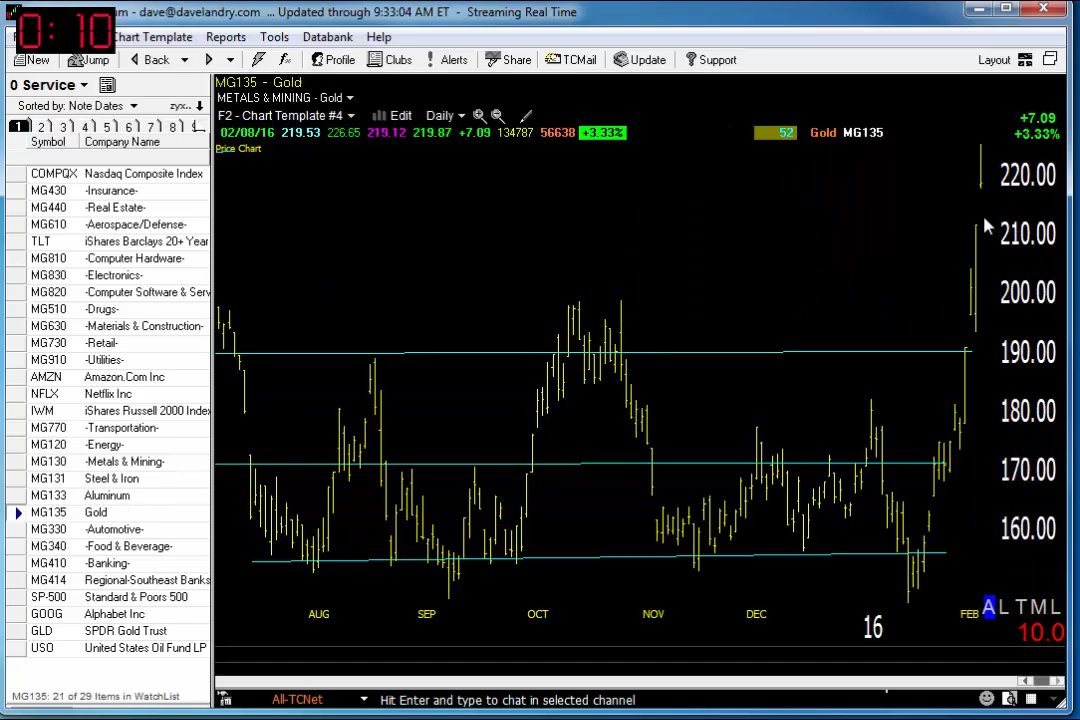 0:10
um - dave@davelandry.com ... Updated through 9:33:04 AM ET - Streaming Real Time
Chart Template Reports Tools Databank Help
New Jump Back Profile Clubs Alerts Share TCMail Update Support Layout
0 Service
Sorted by: Note Dates zyx..
1 2 3 4 5 6 7 8
Symbol Company Name
COMPQX Nasdaq Composite Index
MG430 -Insurance-
MG440 -Real Estate-
MG610 -Aerospace/Defense-
TLT iShares Barclays 20+ Year
MG810 -Computer Hardware-
MG830 -Electronics-
MG820 -Computer Software & Serv
MG510 -Drugs-
MG630 -Materials & Construction-
MG730 -Retail-
MG910 -Utilities-
AMZN Amazon.Com Inc
NFLX Netflix Inc
IWM iShares Russell 2000 Index
MG770 -Transportation-
MG120 -Energy-
MG130 -Metals & Mining-
MG131 Steel & Iron
MG133 Aluminum
MG135 Gold
MG330 -Automotive-
MG340 -Food & Beverage-
MG410 -Banking-
MG414 Regional-Southeast Banks
SP-500 Standard & Poors 500
GOOG Alphabet Inc
GLD SPDR Gold Trust
USO United States Oil Fund LP
MG135: 21 of 29 Items in WatchList
MG135 - Gold
METALS & MINING - Gold
F2 - Chart Template #4 Edit Daily
02/08/16 219.53 226.65 219.12 219.87 +7.09 134787 56638 +3.33% 52 Gold MG135
+7.09
+3.33%
Price Chart
220.00
210.00
200.00
190.00
180.00
170.00
160.00
AUG SEP OCT NOV DEC 16 FEB
A L T M L
10.0
All-TCNet Hit Enter and type to chat in selected channel